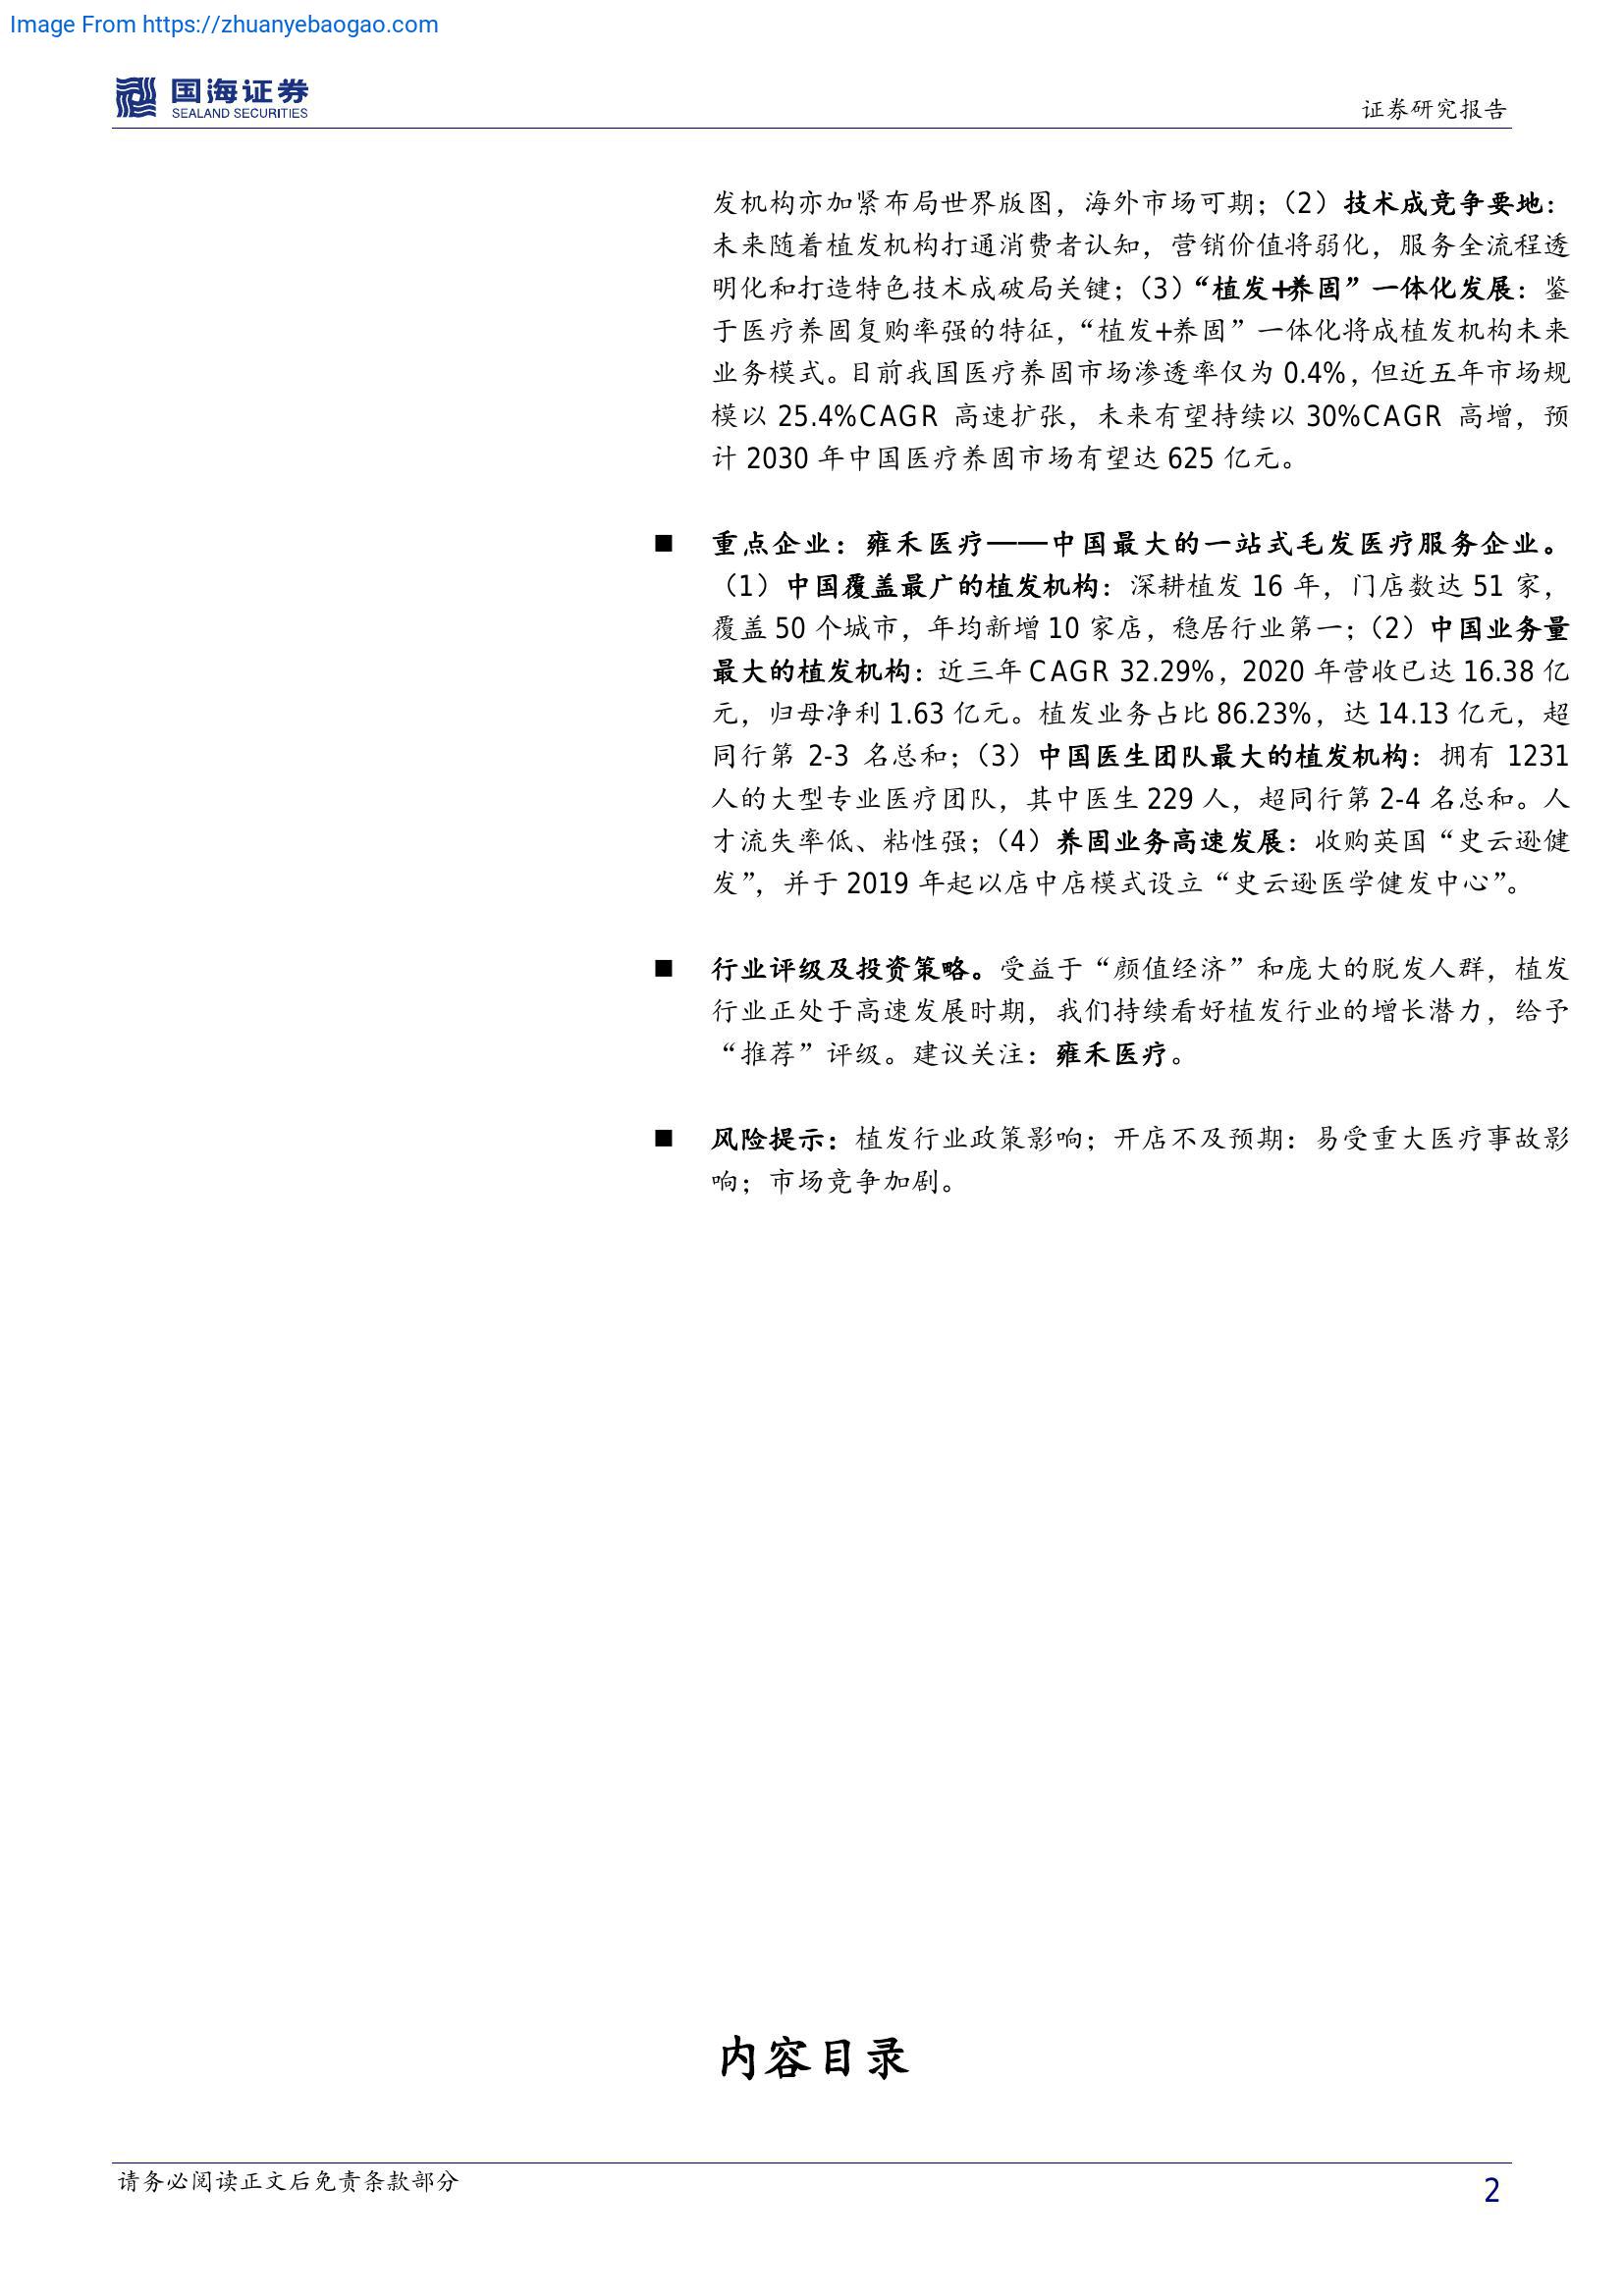 Image From https://zhuanyebaogao.com
国海证券
SEALAND SECURITIES
证券研究报告
发机构亦加紧布局世界版图，海外市场可期；（2）技术成竞争要地：
未来随着植发机构打通消费者认知，营销价值将弱化，服务全流程透
明化和打造特色技术成破局关键；（3）“植发+养固”一体化发展：鉴
于医疗养固复购率强的特征，“植发+养固”一体化将成植发机构未来
业务模式。目前我国医疗养固市场渗透率仅为 0.4%，但近五年市场规
模以 25.4%CAGR 高速扩张，未来有望持续以 30%CAGR 高增，预
计 2030 年中国医疗养固市场有望达 625 亿元。
■ 重点企业：雍禾医疗——中国最大的一站式毛发医疗服务企业。
（1）中国覆盖最广的植发机构：深耕植发 16 年，门店数达 51 家，
覆盖 50 个城市，年均新增 10 家店，稳居行业第一；（2）中国业务量
最大的植发机构：近三年 CAGR 32.29%，2020 年营收已达 16.38 亿
元，归母净利 1.63 亿元。植发业务占比 86.23%，达 14.13 亿元，超
同行第 2-3 名总和；（3）中国医生团队最大的植发机构：拥有 1231
人的大型专业医疗团队，其中医生 229 人，超同行第 2-4 名总和。人
才流失率低、粘性强；（4）养固业务高速发展：收购英国“史云逊健
发”，并于 2019 年起以店中店模式设立“史云逊医学健发中心”。
■ 行业评级及投资策略。受益于“颜值经济”和庞大的脱发人群，植发
行业正处于高速发展时期，我们持续看好植发行业的增长潜力，给予
“推荐”评级。建议关注：雍禾医疗。
■ 风险提示：植发行业政策影响；开店不及预期：易受重大医疗事故影
响；市场竞争加剧。
内容目录
请务必阅读正文后免责条款部分
2